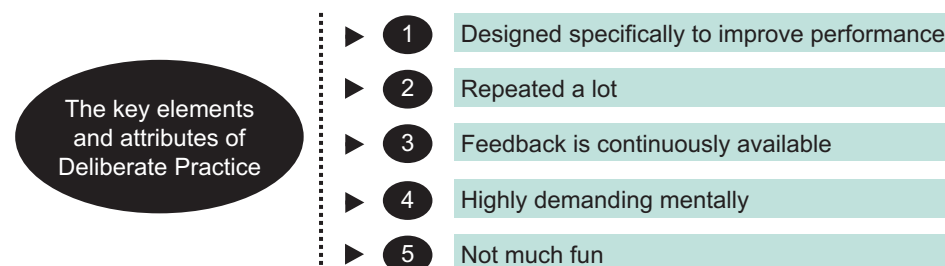 The key elements
and attributes of
Deliberate Practice
1 Designed specifically to improve performance
2 Repeated a lot
3 Feedback is continuously available
4 Highly demanding mentally
5 Not much fun